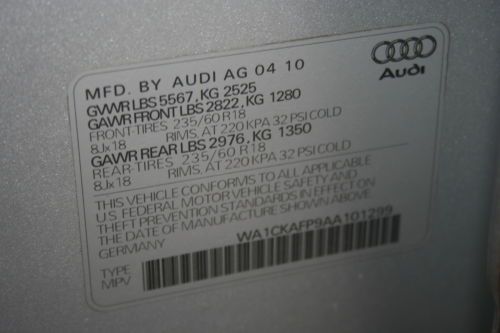 Audi
MFD. BY AUDI AG 04 10
GVWR LBS 5567, KG 2525
GAWR FRONT LBS 2822, KG 1280
FRONT-TIRES 235/60 R18
8Jx18 RIMS, AT 220 KPA 32 PSI COLD
GAWR REAR LBS 2976, KG 1350
REAR-TIRES 235/60 R18
8Jx18 RIMS, AT 220 KPA 32 PSI COLD
THIS VEHICLE CONFORMS TO ALL APPLICABLE
U.S. FEDERAL MOTOR VEHICLE SAFETY AND
THEFT PREVENTION STANDARDS IN EFFECT ON
THE DATE OF MANUFACTURE SHOWN ABOVE.
GERMANY WA1CKAFP9AA101299
TYPE
MPV